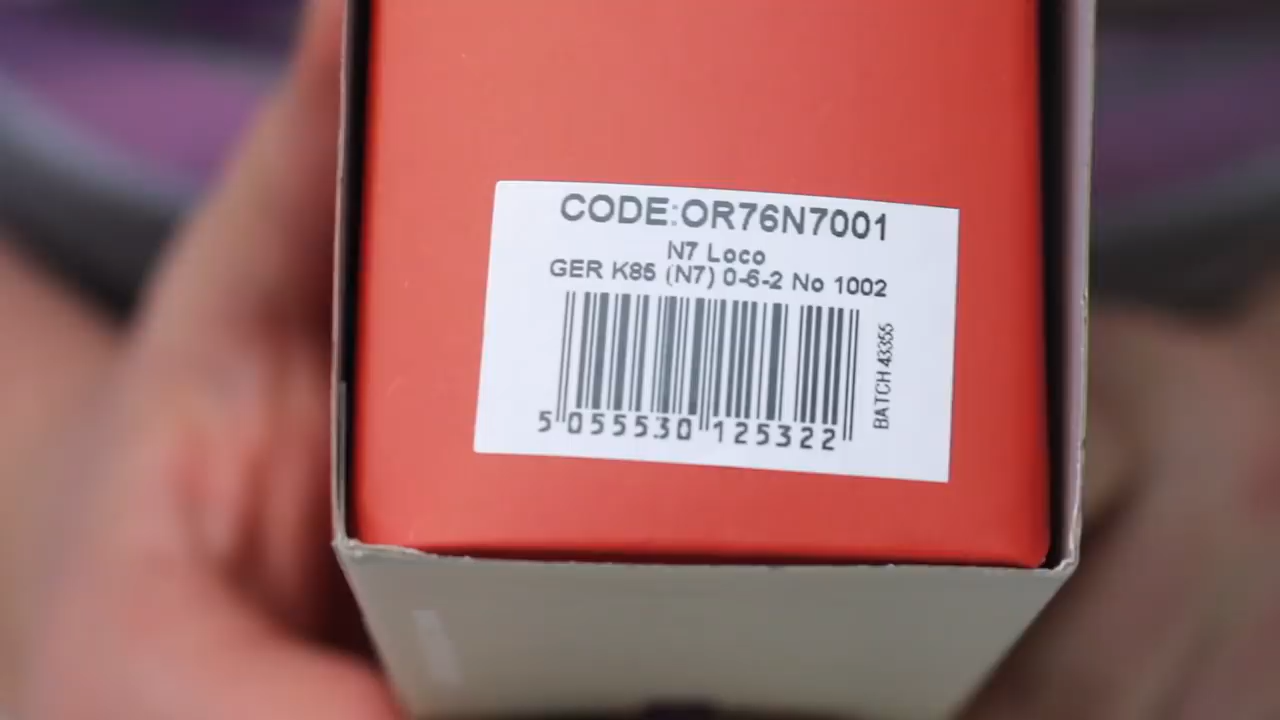 CODE:OR76N7001
N7 Loco
GER K85 (N7) 0-6-2 No 1002
BATCH 43355
5 055530 125322